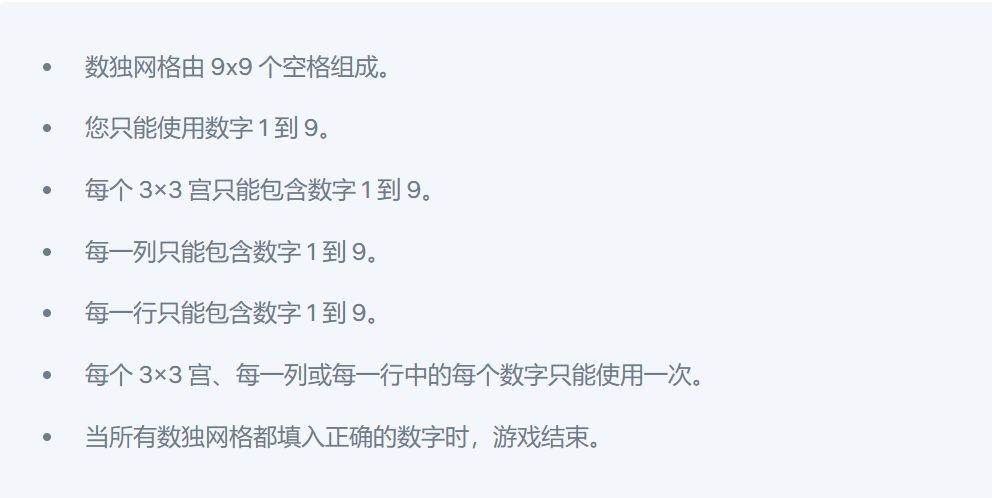 • 数独网格由 9x9 个空格组成。
• 您只能使用数字 1 到 9。
• 每个 3×3 宫只能包含数字 1 到 9。
• 每一列只能包含数字 1 到 9。
• 每一行只能包含数字 1 到 9。
• 每个 3×3 宫、每一列或每一行中的每个数字只能使用一次。
• 当所有数独网格都填入正确的数字时，游戏结束。